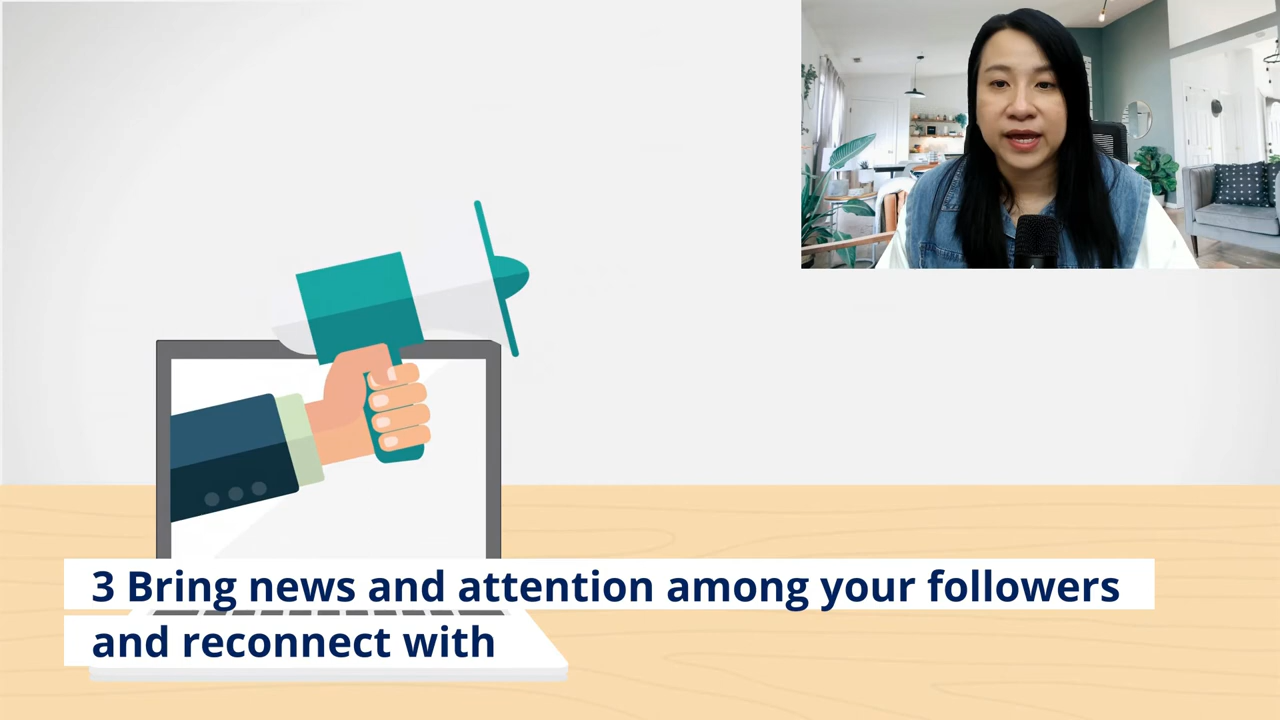 3 Bring news and attention among your followers
and reconnect with